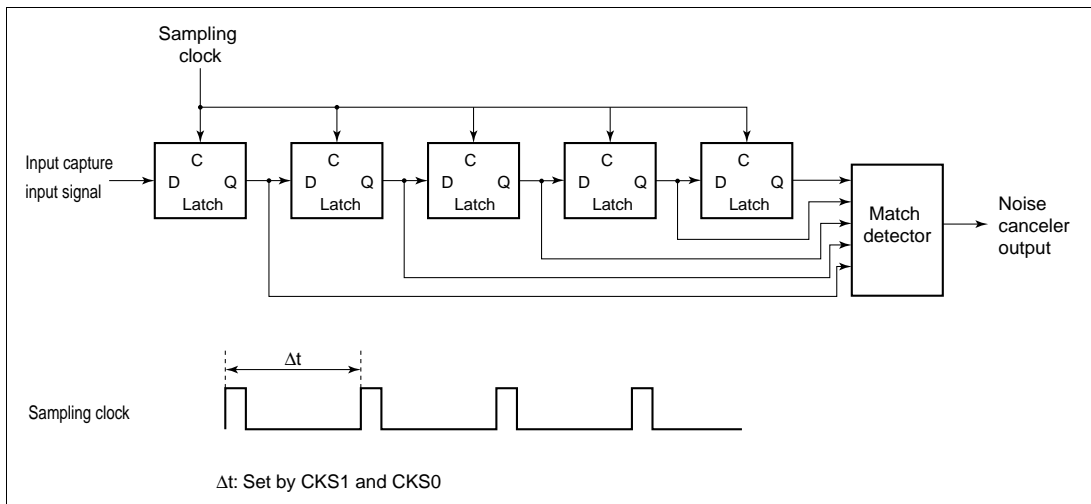 Sampling
clock
Input capture
input signal
C
D Q
Latch
C
D Q
Latch
C
D Q
Latch
C
D Q
Latch
C
D Q
Latch
Match
detector
Noise
canceler
output
Δt
Sampling clock
Δt: Set by CKS1 and CKS0